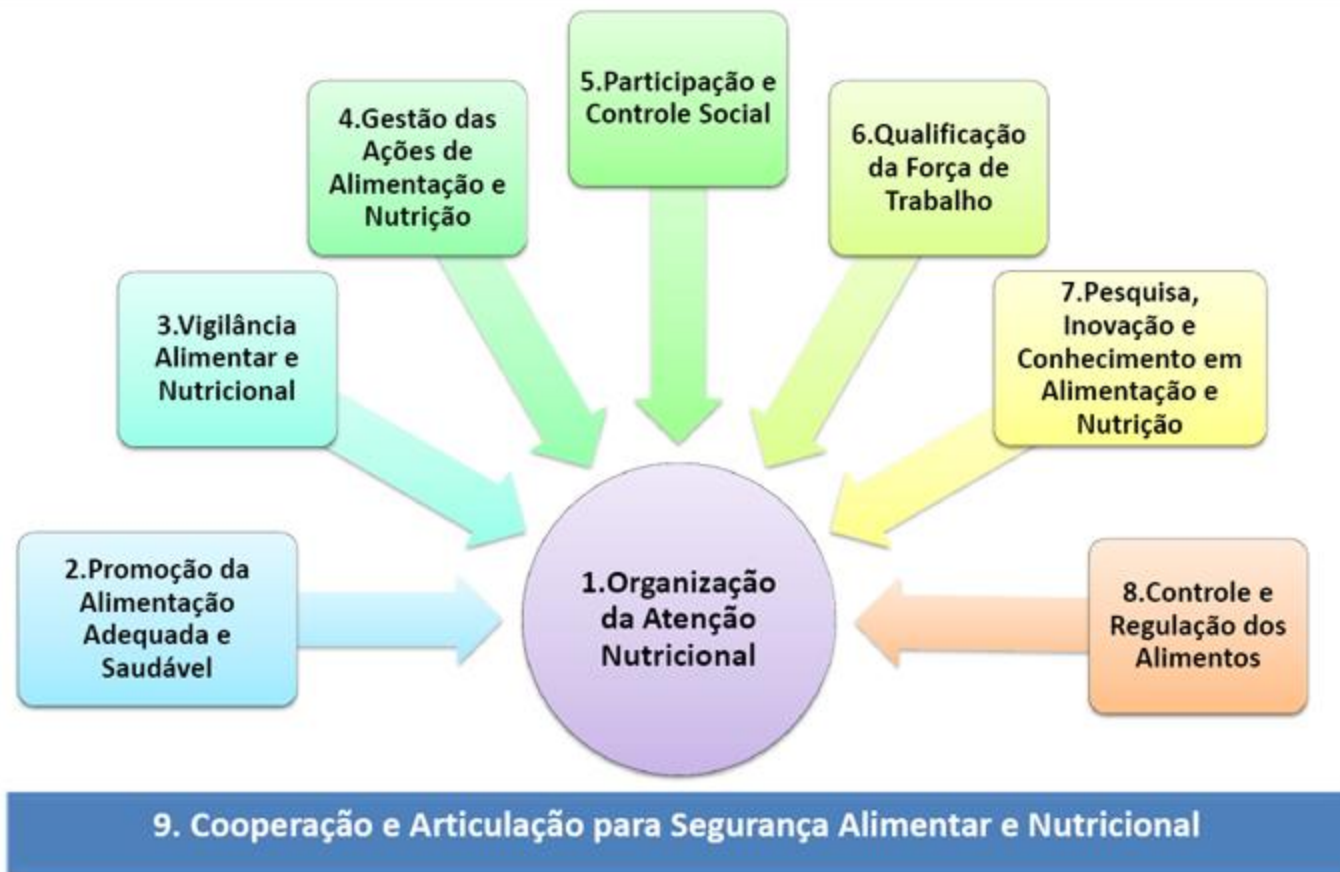 1.Organização
da Atenção
Nutricional
2.Promoção da
Alimentação
Adequada e
Saudável
3.Vigilância
Alimentar e
Nutricional
4.Gestão das
Ações de
Alimentação e
Nutrição
5.Participação e
Controle Social
6.Qualificação
da Força de
Trabalho
7.Pesquisa,
Inovação e
Conhecimento em
Alimentação e
Nutrição
8.Controle e
Regulação dos
Alimentos
9. Cooperação e Articulação para Segurança Alimentar e Nutricional